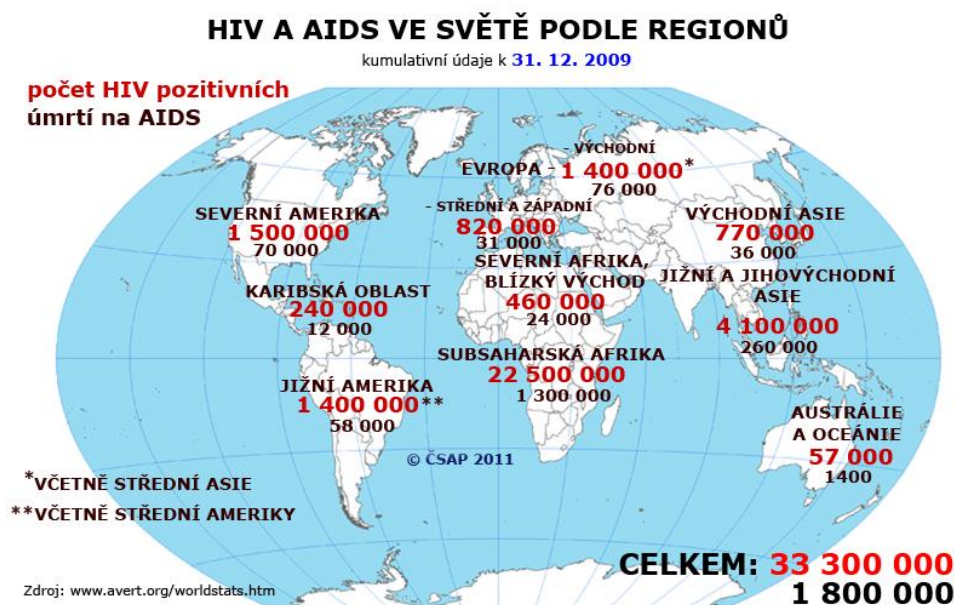 HIV A AIDS VE SVĚTĚ PODLE REGIONŮ
kumulativní údaje k 31. 12. 2009
počet HIV pozitivních
úmrtí na AIDS
- VÝCHODNÍ
EVROPA - 1 400 000*
76 000
- STŘEDNÍ A ZÁPADNÍ
820 000
31 000
SEVERNÍ AMERIKA
1 500 000
70 000
VÝCHODNÍ ASIE
770 000
36 000
SEVERNÍ AFRIKA,
BLÍZKÝ VÝCHOD
460 000
24 000
JIŽNÍ A JIHOVÝCHODNÍ
ASIE
4 100 000
260 000
KARIBSKÁ OBLAST
240 000
12 000
SUBSAHARSKÁ AFRIKA
22 500 000
1 300 000
JIŽNÍ AMERIKA
1 400 000**
58 000
AUSTRÁLIE
A OCEÁNIE
57 000
1400
© ČSAP 2011
*VČETNĚ STŘEDNÍ ASIE
**VČETNĚ STŘEDNÍ AMERIKY
CELKEM: 33 300 000
1 800 000
Zdroj: www.avert.org/worldstats.htm